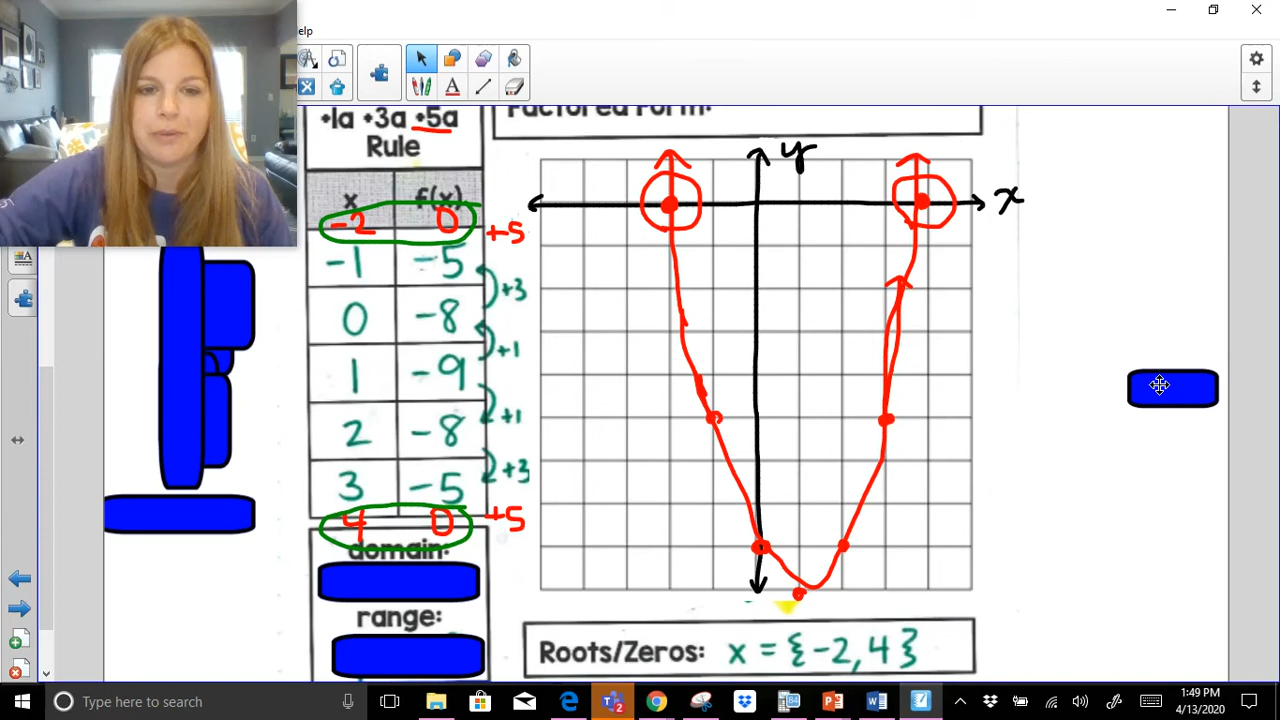 elp
+1a +3a +5a
Rule
Factored Form:
x f(x)
-2 0 +5
-1 -5
+3
0 -8
+1
1 -9
+1
2 -8
+3
3 -5
4 0 +5
y
x
domain:
range:
Roots/Zeros: x = {-2, 4}
Type here to search
1:49 PM
4/13/2020